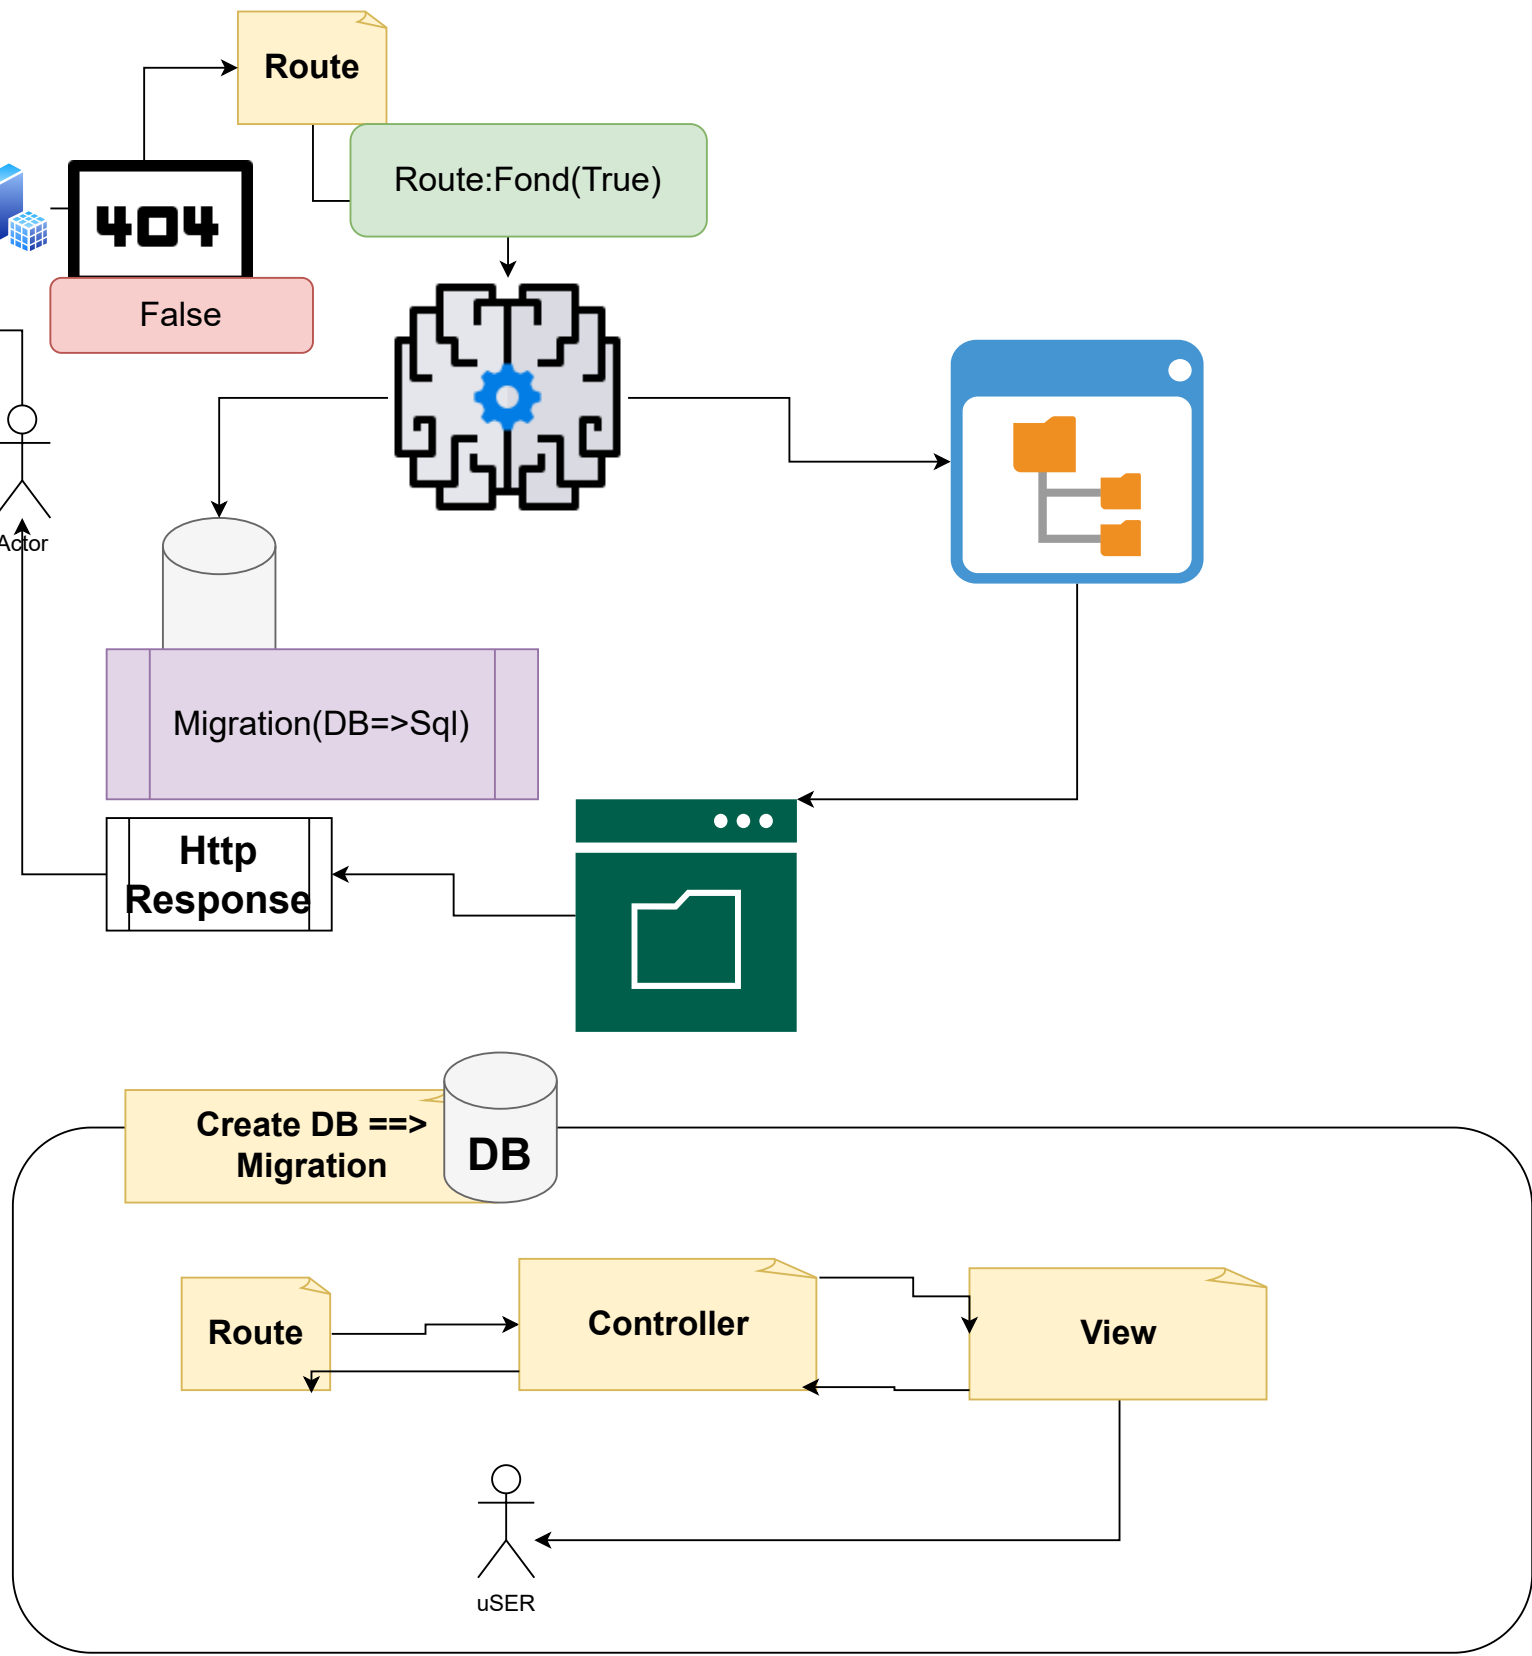 Route
Route:Fond(True)
404
False
Actor
Migration(DB=>Sql)
Http
Response
Create DB ==>
Migration
DB
Route
Controller
View
uSER